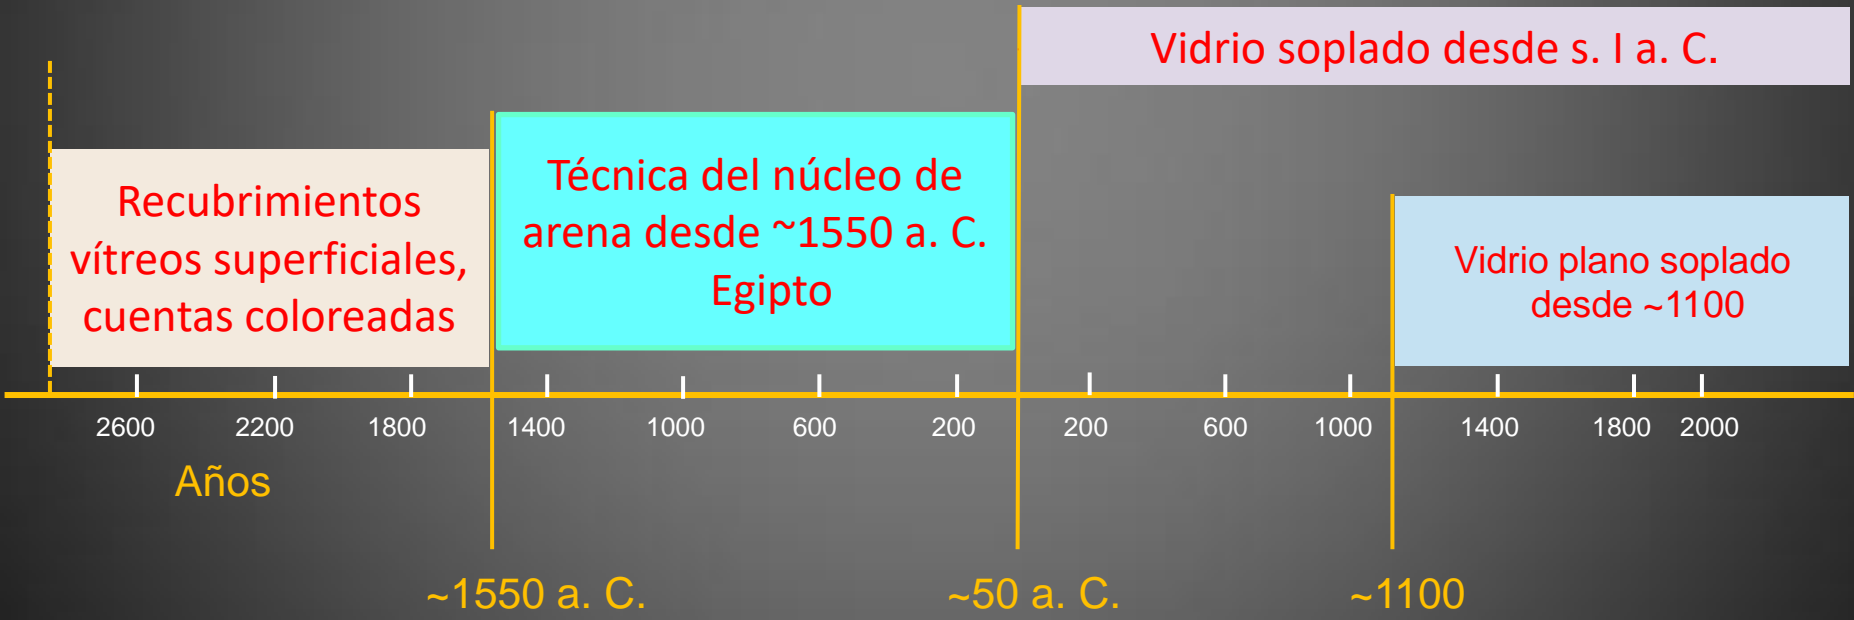 Vidrio soplado desde s. I a. C.
Técnica del núcleo de
arena desde ~1550 a. C.
Egipto
Recubrimientos
vítreos superficiales,
cuentas coloreadas
Vidrio plano soplado
desde ~1100
2600 2200 1800 1400 1000 600 200 200 600 1000 1400 1800 2000
Años
~1550 a. C. ~50 a. C. ~1100